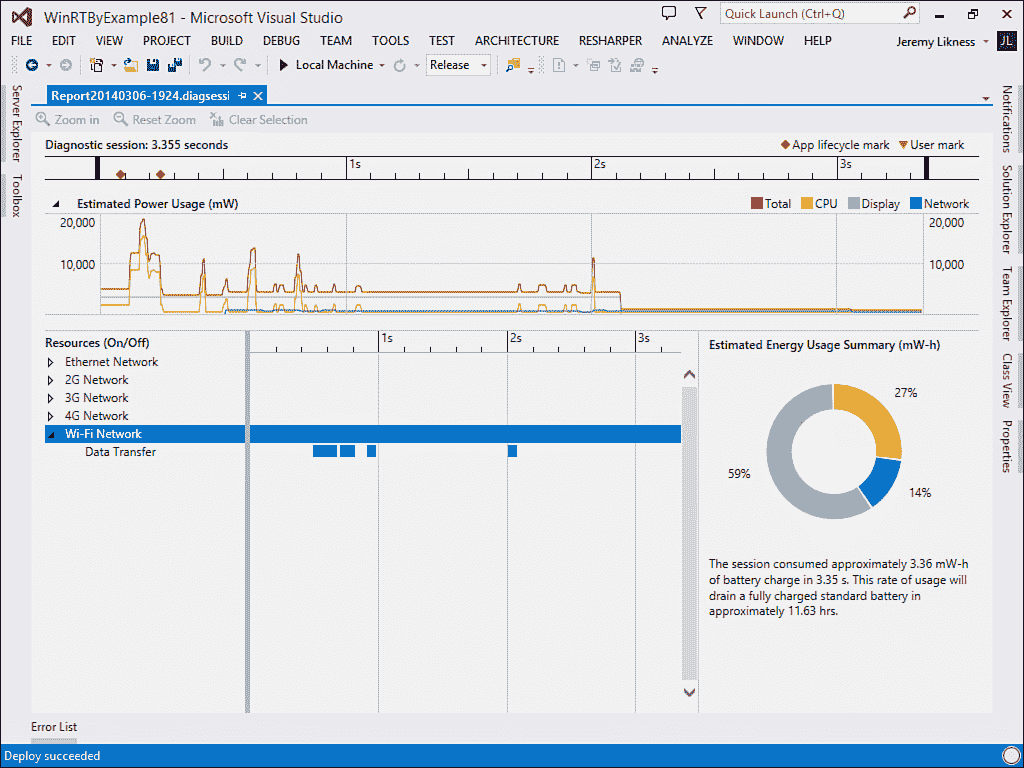 WinRTByExample81 - Microsoft Visual Studio
Quick Launch (Ctrl+Q)
FILE EDIT VIEW PROJECT BUILD DEBUG TEAM TOOLS TEST ARCHITECTURE RESHARPER ANALYZE WINDOW HELP Jeremy Likness JL
Local Machine Release
Server Explorer
Toolbox
Report20140306-1924.diagsessi
Zoom in Reset Zoom Clear Selection
Diagnostic session: 3.355 seconds
App lifecycle mark User mark
1s 2s 3s
Estimated Power Usage (mW)
Total CPU Display Network
20,000 20,000
10,000 10,000
Resources (On/Off)
1s 2s 3s
Ethernet Network
2G Network
3G Network
4G Network
Wi-Fi Network
Data Transfer
Estimated Energy Usage Summary (mW-h)
27%
59%
14%
The session consumed approximately 3.36 mW-h
of battery charge in 3.35 s. This rate of usage will
drain a fully charged standard battery in
approximately 11.63 hrs.
Notifications
Solution Explorer
Team Explorer
Class View
Properties
Error List
Deploy succeeded